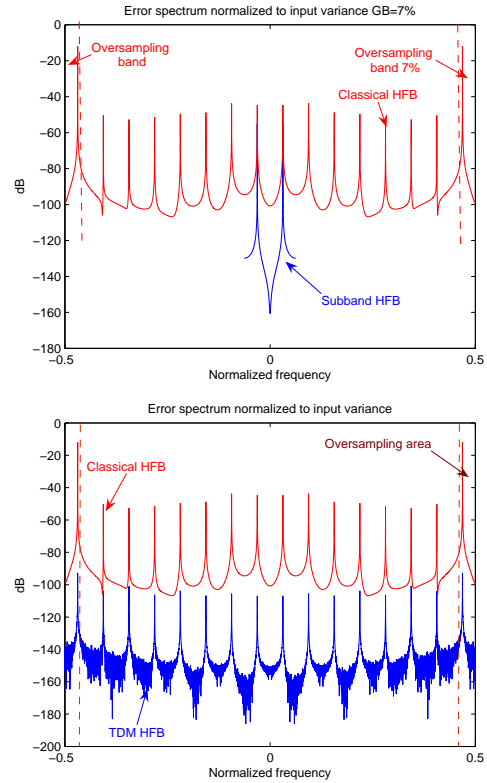 Error spectrum normalized to input variance GB=7%
0
−20
−40
−60
−80
−100
−120
−140
−160
−180
dB
Oversampling
band
Oversampling
band 7%
Classical HFB
Subband HFB
−0.5
0
0.5
Normalized frequency
Error spectrum normalized to input variance
0
−20
−40
−60
−80
−100
−120
−140
−160
−180
−200
dB
Oversampling area
Classical HFB
TDM HFB
−0.5
0
0.5
Normalized frequency